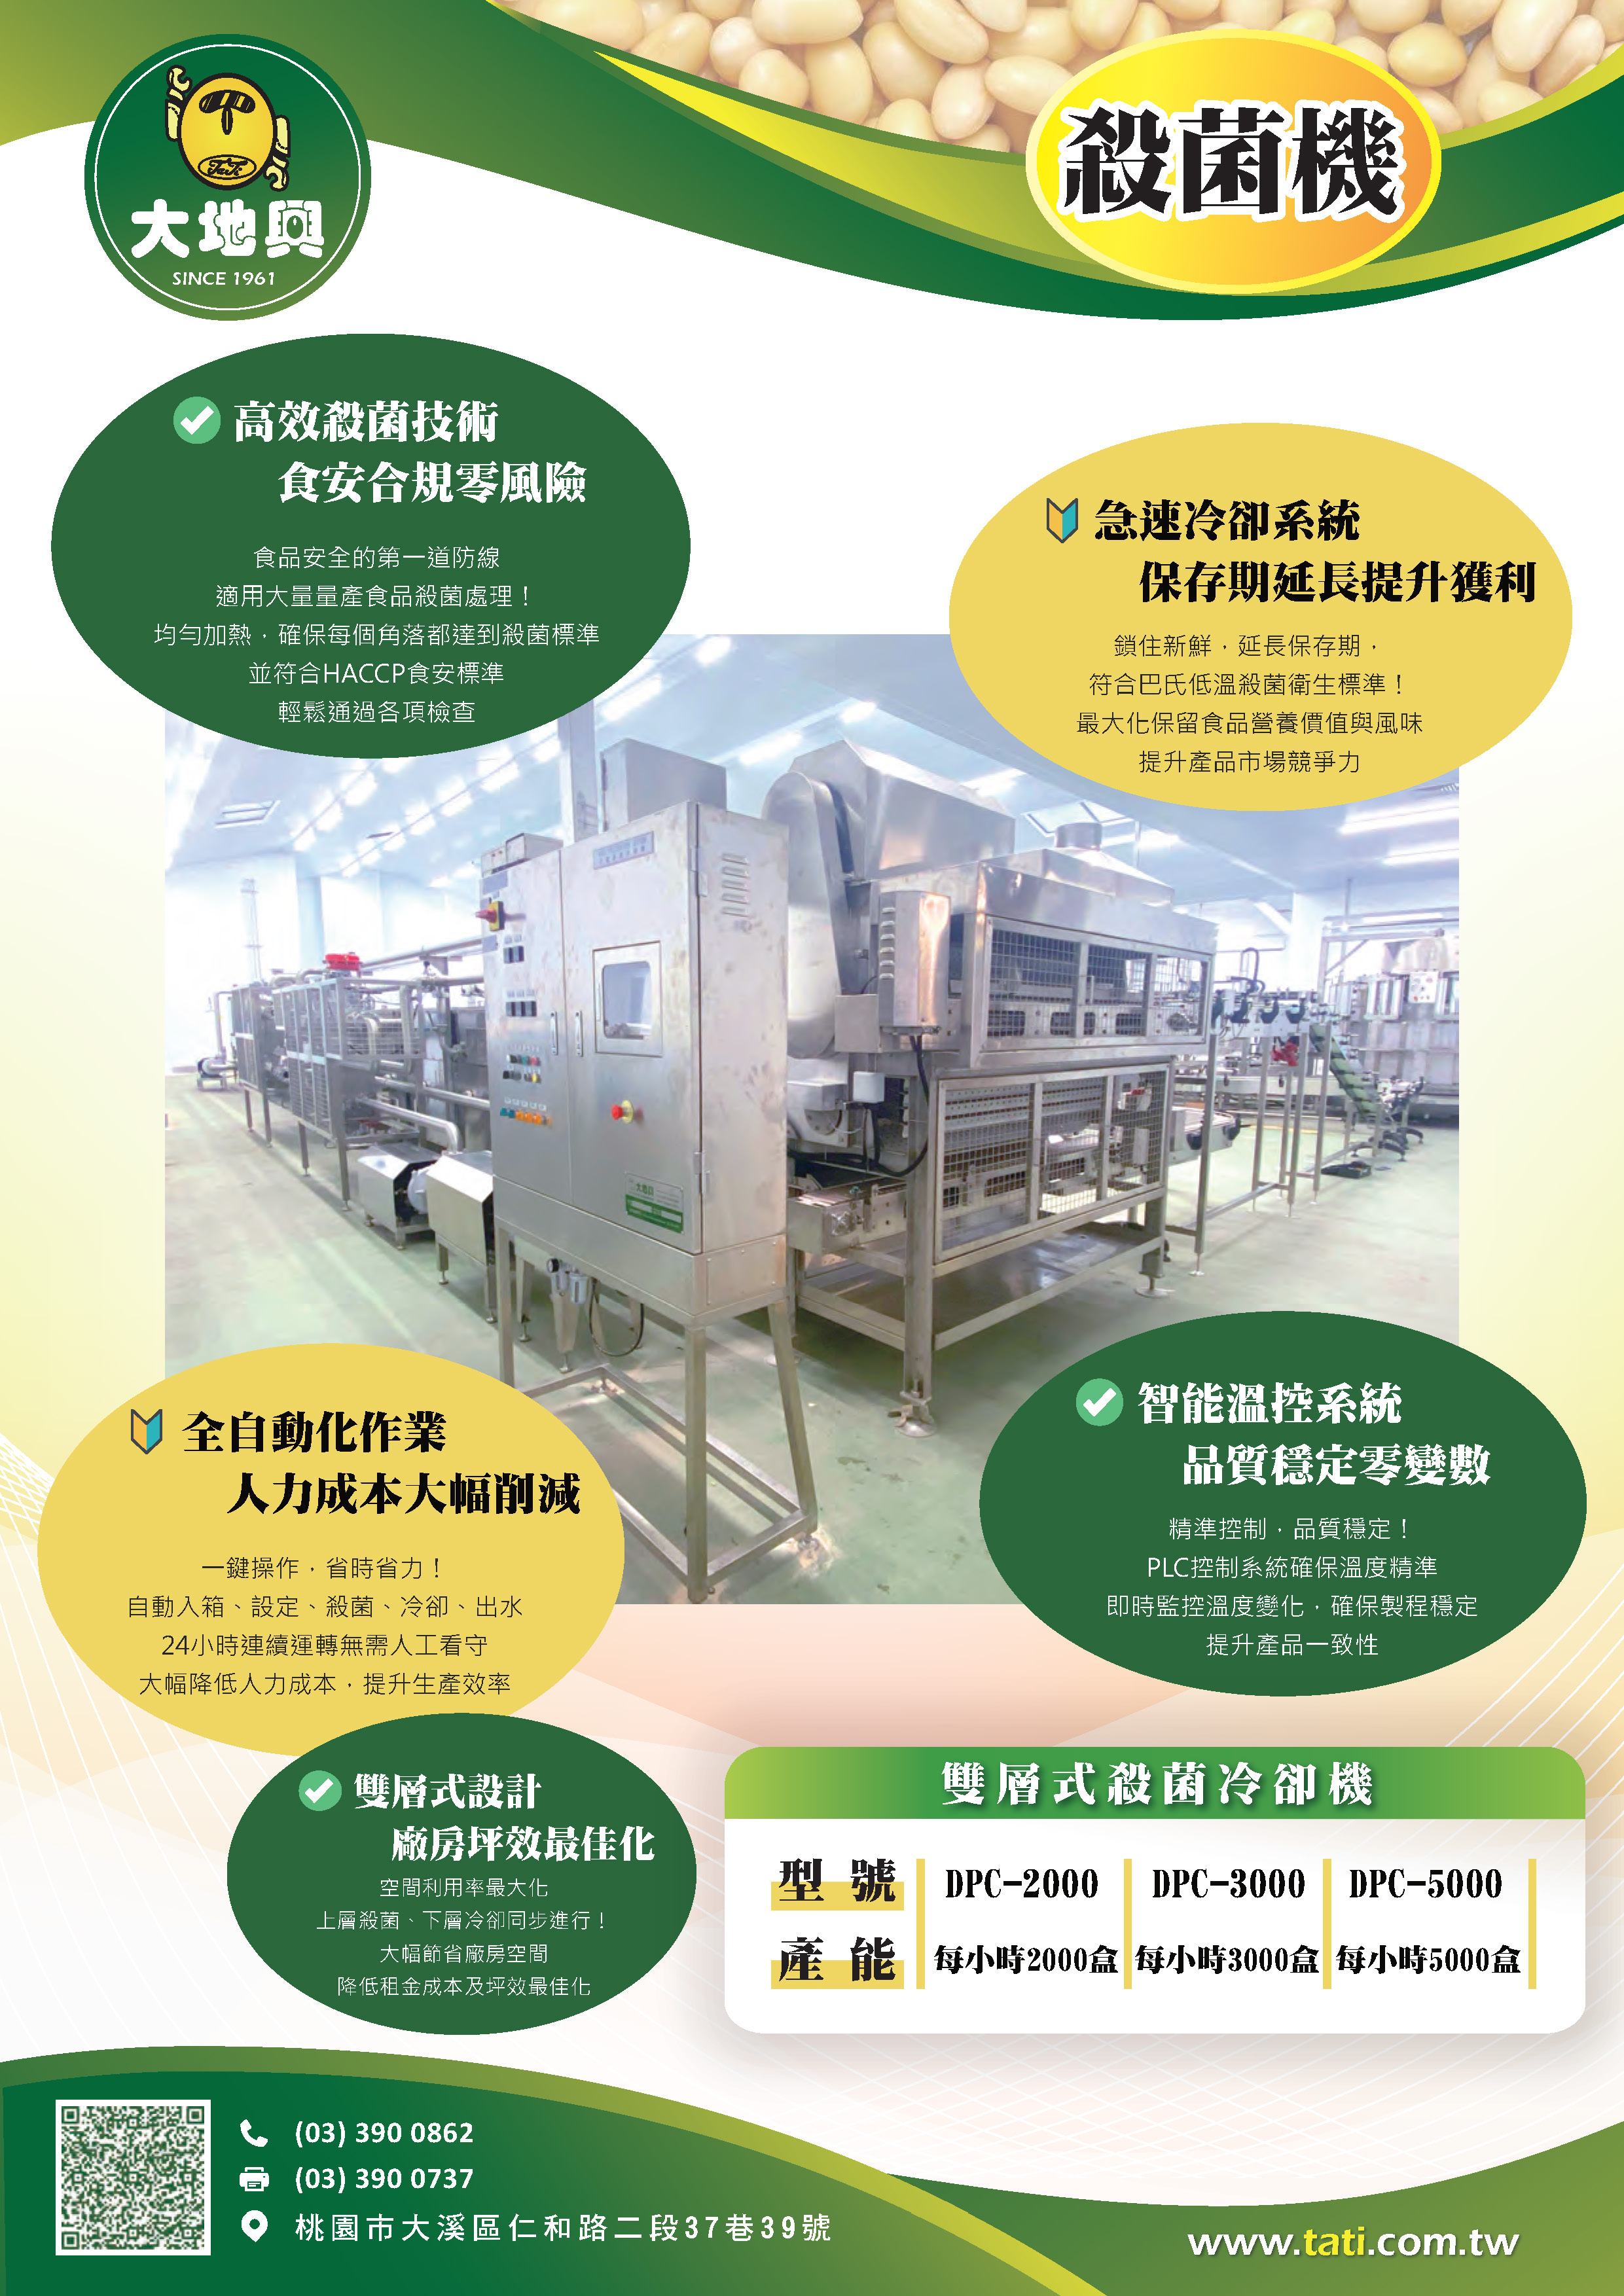 TaTi
大地興
SINCE 1961
殺菌機
高效殺菌技術
食安合規零風險
食品安全的第一道防線
適用大量量產食品殺菌處理！
均勻加熱，確保每個角落都達到殺菌標準
並符合HACCP食安標準
輕鬆通過各項檢查
急速冷卻系統
保存期延長提升獲利
鎖住新鮮，延長保存期，
符合巴氏低溫殺菌衛生標準！
最大化保留食品營養價值與風味
提升產品市場競爭力
大地興
全自動化作業
人力成本大幅削減
一鍵操作，省時省力！
自動入箱、設定、殺菌、冷卻、出水
24小時連續運轉無需人工看守
大幅降低人力成本，提升生產效率
智能溫控系統
品質穩定零變數
精準控制，品質穩定！
PLC控制系統確保溫度精準
即時監控溫度變化，確保製程穩定
提升產品一致性
雙層式設計
廠房坪效最佳化
空間利用率最大化
上層殺菌、下層冷卻同步進行！
大幅節省廠房空間
降低租金成本及坪效最佳化
雙層式殺菌冷卻機
型號 DPC-2000 DPC-3000 DPC-5000
產能 每小時2000盒 每小時3000盒 每小時5000盒
(03) 390 0862
(03) 390 0737
桃園市大溪區仁和路二段37巷39號
www.tati.com.tw